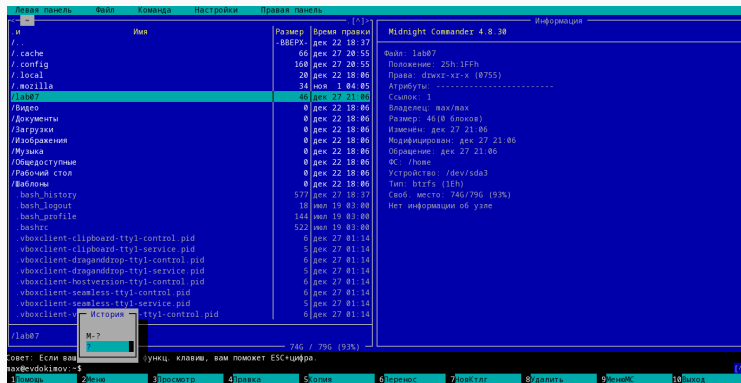 Левая панель Файл Команда Настройки Правая панель
.и Имя Размер Время правки
/.. -ВВЕРХ- дек 22 18:37
/.cache 66 дек 27 20:55
/.config 160 дек 27 20:55
/.local 20 дек 22 18:06
/.mozilla 34 ноя 1 04:05
/lab07 46 дек 27 21:06
/Видео 0 дек 22 18:06
/Документы 0 дек 22 18:06
/Загрузки 0 дек 22 18:06
/Изображения 0 дек 22 18:06
/Музыка 0 дек 22 18:06
/Общедоступные 0 дек 22 18:06
/Рабочий стол 0 дек 22 18:06
/Шаблоны 0 дек 22 18:06
.bash_history 577 дек 27 18:37
.bash_logout 18 июл 19 03:00
.bash_profile 144 июл 19 03:00
.bashrc 522 июл 19 03:00
.vboxclient-clipboard-tty1-control.pid 6 дек 27 01:14
.vboxclient-clipboard-tty1-service.pid 5 дек 27 01:14
.vboxclient-draganddrop-tty1-control.pid 6 дек 27 01:14
.vboxclient-draganddrop-tty1-service.pid 5 дек 27 01:14
.vboxclient-hostversion-tty1-control.pid 6 дек 27 01:14
.vboxclient-seamless-tty1-control.pid 6 дек 27 01:14
.vboxclient-seamless-tty1-service.pid 5 дек 27 01:14
.vboxclient-v -tty1-control.pid 6 дек 27 01:14
/lab07
74G / 79G (93%)
Информация
Midnight Commander 4.8.30
Файл: lab07
Положение: 25h:1FFh
Права: drwxr-xr-x (0755)
Атрибуты: ------------------------
Ссылок: 1
Владелец: max/max
Размер: 46(0 блоков)
Изменён: дек 27 21:06
Модифицирован: дек 27 21:06
Обращение: дек 27 21:06
ФС: /home
Устройство: /dev/sda3
Тип: btrfs (1Eh)
Своб. место: 74G/79G (93%)
Нет информации об узле
История
M-?
?
Совет: Если ваш функц. клавиш, вам поможет ESC+цифра.
max@evdokimov:~$
1Помощь 2Меню 3Просмотр 4Правка 5Копия 6Перенос 7НовКтлг 8Удалить 9МенюМС 10Выход